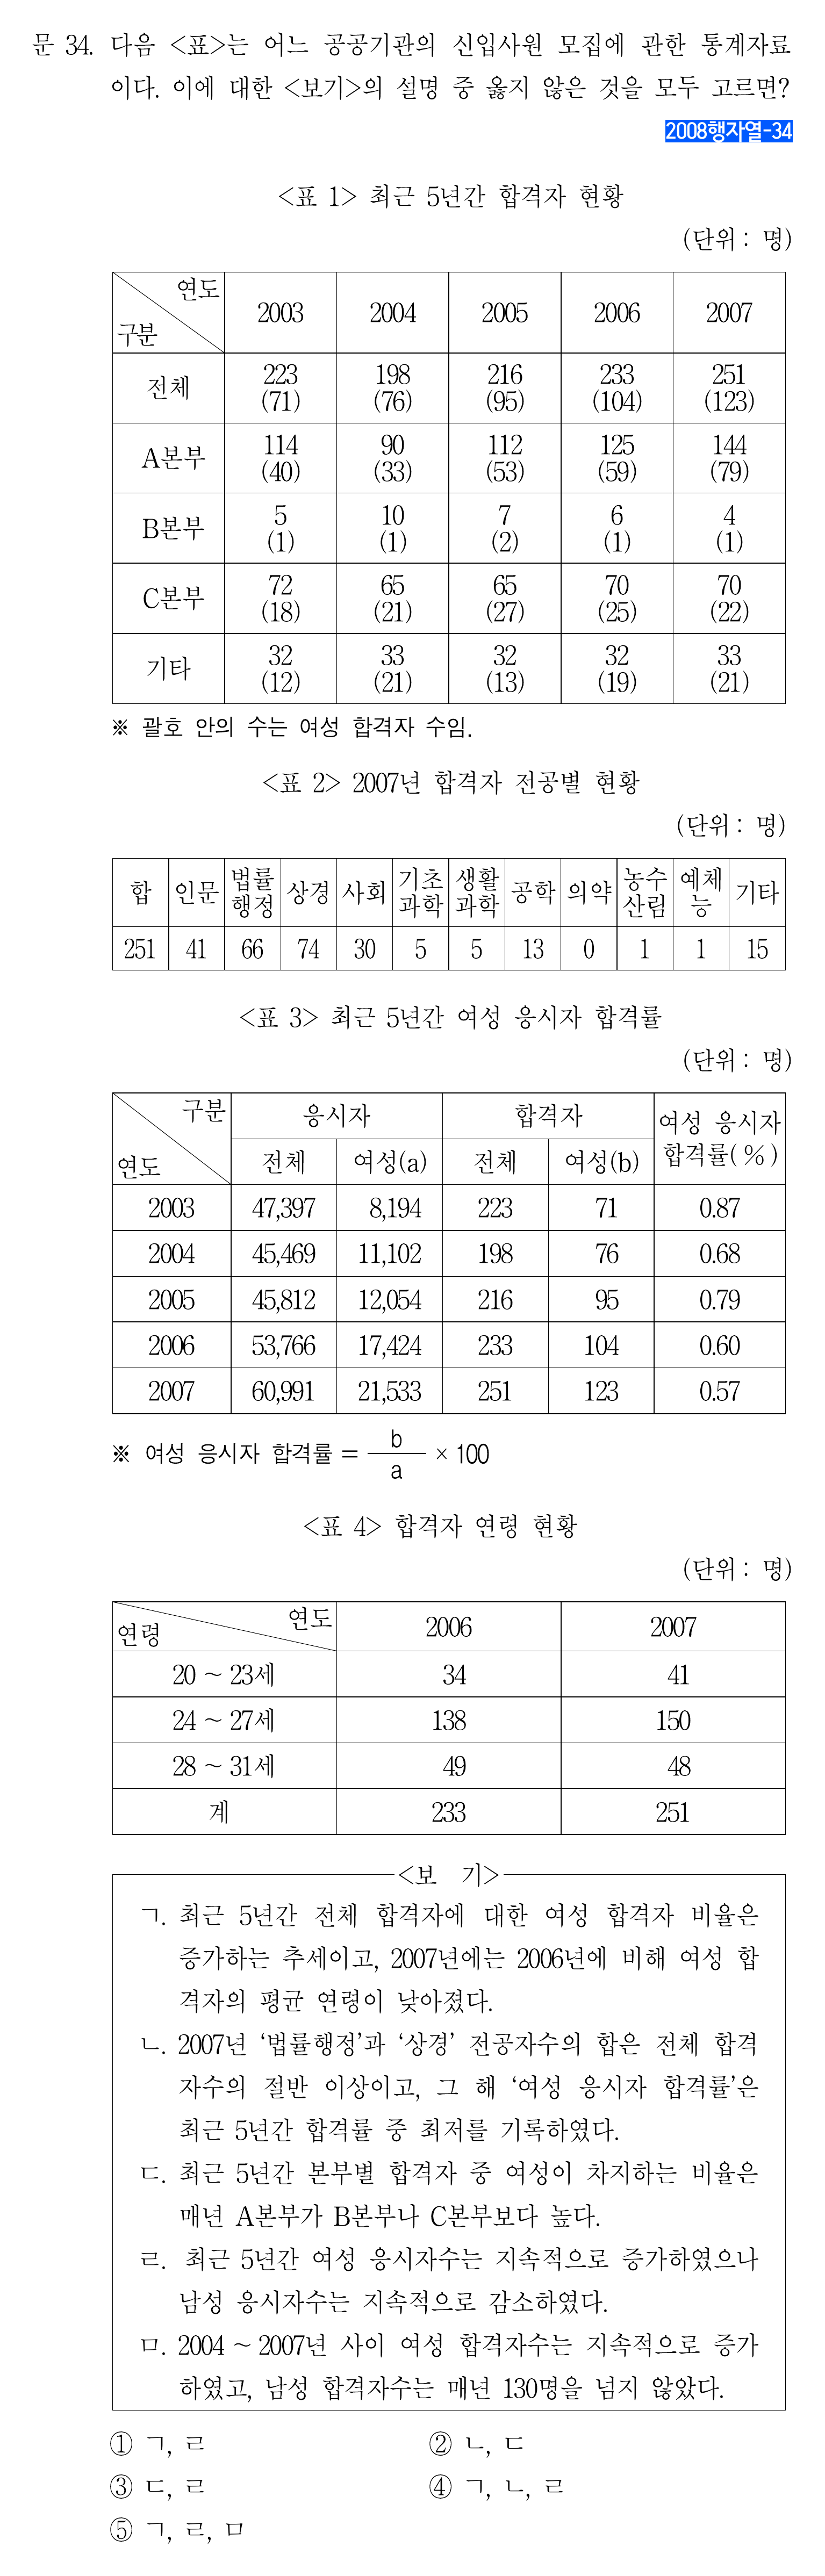 문 34. 다음 <표>는 어느 공공기관의 신입사원 모집에 관한 통계자료
이다. 이에 대한 <보기>의 설명 중 옳지 않은 것을 모두 고르면?
2008행자열-34
<표 1> 최근 5년간 합격자 현황
(단위 : 명)
연도
구분
2003 2004 2005 2006 2007
전체 223 198 216 233 251
(71) (76) (95) (104) (123)
A본부 114 90 112 125 144
(40) (33) (53) (59) (79)
B본부 5 10 7 6 4
(1) (1) (2) (1) (1)
C본부 72 65 65 70 70
(18) (21) (27) (25) (22)
기타 32 33 32 32 33
(12) (21) (13) (19) (21)
※ 괄호 안의 수는 여성 합격자 수임.
<표 2> 2007년 합격자 전공별 현황
(단위 : 명)
합 인문 법률행정 상경 사회 기초과학 생활과학 공학 의약 농수산림 예체능 기타
251 41 66 74 30 5 5 13 0 1 1 15
<표 3> 최근 5년간 여성 응시자 합격률
(단위 : 명)
구분
연도
응시자 합격자 여성 응시자 합격률(%)
전체 여성(a) 전체 여성(b)
2003 47,397 8,194 223 71 0.87
2004 45,469 11,102 198 76 0.68
2005 45,812 12,054 216 95 0.79
2006 53,766 17,424 233 104 0.60
2007 60,991 21,533 251 123 0.57
※ 여성 응시자 합격률 = b/a × 100
<표 4> 합격자 연령 현황
(단위 : 명)
연도
연령
2006 2007
20 ~ 23세 34 41
24 ~ 27세 138 150
28 ~ 31세 49 48
계 233 251
<보 기>
ㄱ. 최근 5년간 전체 합격자에 대한 여성 합격자 비율은
증가하는 추세이고, 2007년에는 2006년에 비해 여성 합
격자의 평균 연령이 낮아졌다.
ㄴ. 2007년 ‘법률행정’과 ‘상경’ 전공자수의 합은 전체 합격
자수의 절반 이상이고, 그 해 ‘여성 응시자 합격률’은
최근 5년간 합격률 중 최저를 기록하였다.
ㄷ. 최근 5년간 본부별 합격자 중 여성이 차지하는 비율은
매년 A본부가 B본부나 C본부보다 높다.
ㄹ. 최근 5년간 여성 응시자수는 지속적으로 증가하였으나
남성 응시자수는 지속적으로 감소하였다.
ㅁ. 2004 ~ 2007년 사이 여성 합격자수는 지속적으로 증가
하였고, 남성 합격자수는 매년 130명을 넘지 않았다.
① ㄱ, ㄹ ② ㄴ, ㄷ
③ ㄷ, ㄹ ④ ㄱ, ㄴ, ㄹ
⑤ ㄱ, ㄹ, ㅁ